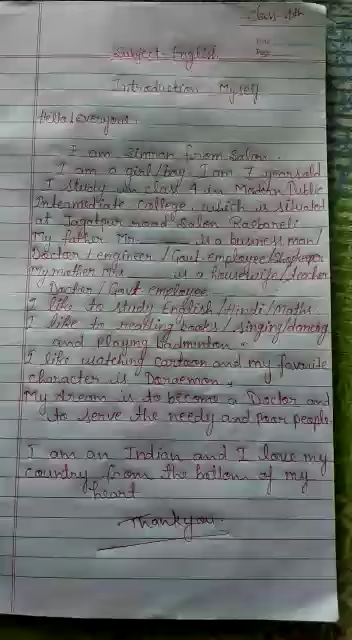 Class-4th
Date
Page
Subject- English
Introduction Myself
Hello! everyone.
I am Simran from Salon.
I am a girl/boy. I am 7 years old
I study in class 4 in Modern Public
Intermediate College, which is situated
at Jagatpur road Salon Raebareli
My father Mr. ______ is a business man/
Doctor/engineer/Govt employee/Shopkeeper
My mother Mrs. ______ is a housewife/teacher
Doctor/Govt employee.
I like to study English/Hindi/Maths
I like to reading books/singing/dancing
and playing badminton.
I like watching cartoon and my favorite
character is Doraemon.
My dream is to become a Doctor and
to serve the needy and poor people.
I am an Indian and I love my
country from the bottom of my
heart
Thankyou.